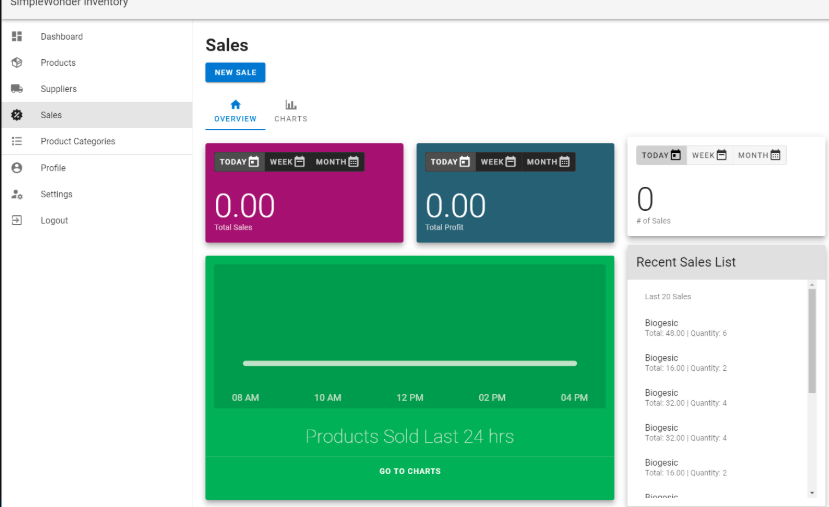 SimpleWonder Inventory
Dashboard
Products
Suppliers
Sales
Product Categories
Profile
Settings
Logout
Sales
NEW SALE
OVERVIEW
CHARTS
TODAY WEEK MONTH
0.00
Total Sales
TODAY WEEK MONTH
0.00
Total Profit
TODAY WEEK MONTH
0
# of Sales
08 AM 10 AM 12 PM 02 PM 04 PM
Products Sold Last 24 hrs
GO TO CHARTS
Recent Sales List
Last 20 Sales
Biogesic
Total: 48.00 | Quantity: 6
Biogesic
Total: 16.00 | Quantity: 2
Biogesic
Total: 32.00 | Quantity: 4
Biogesic
Total: 32.00 | Quantity: 4
Biogesic
Total: 16.00 | Quantity: 2
Biogesic